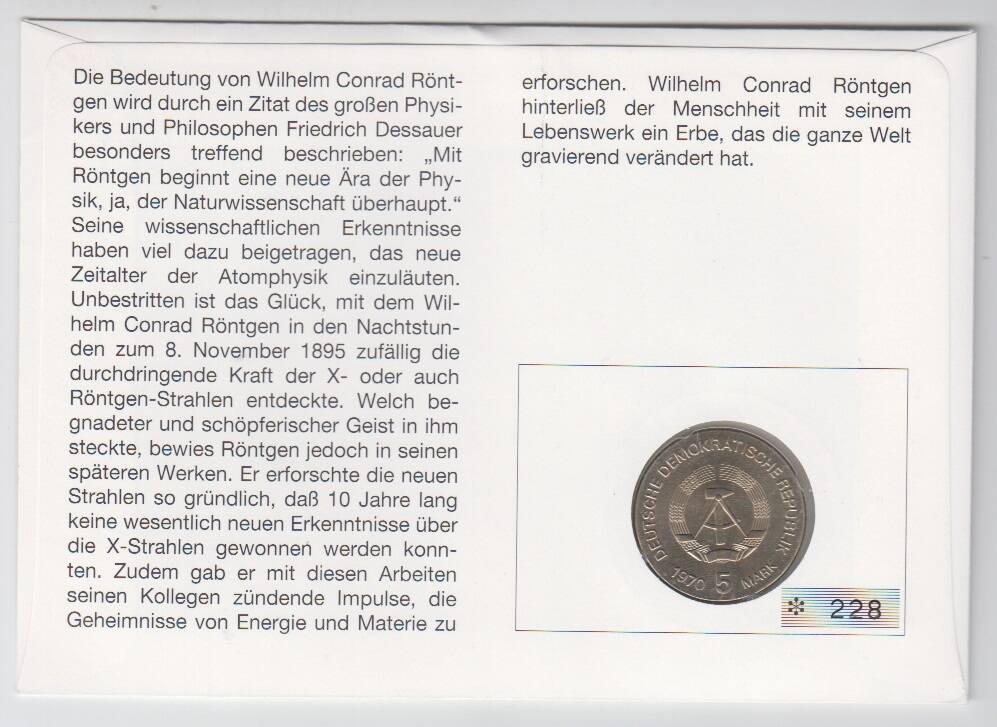 Die Bedeutung von Wilhelm Conrad Rönt-
gen wird durch ein Zitat des großen Physi-
kers und Philosophen Friedrich Dessauer
besonders treffend beschrieben: „Mit
Röntgen beginnt eine neue Ära der Phy-
sik, ja, der Naturwissenschaft überhaupt.“
Seine wissenschaftlichen Erkenntnisse
haben viel dazu beigetragen, das neue
Zeitalter der Atomphysik einzuläuten.
Unbestritten ist das Glück, mit dem Wil-
helm Conrad Röntgen in den Nachtstun-
den zum 8. November 1895 zufällig die
durchdringende Kraft der X- oder auch
Röntgen-Strahlen entdeckte. Welch be-
gnadeter und schöpferischer Geist in ihm
steckte, bewies Röntgen jedoch in seinen
späteren Werken. Er erforschte die neuen
Strahlen so gründlich, daß 10 Jahre lang
keine wesentlich neuen Erkenntnisse über
die X-Strahlen gewonnen werden konn-
ten. Zudem gab er mit diesen Arbeiten
seinen Kollegen zündende Impulse, die
Geheimnisse von Energie und Materie zu
erforschen. Wilhelm Conrad Röntgen
hinterließ der Menschheit mit seinem
Lebenswerk ein Erbe, das die ganze Welt
gravierend verändert hat.
DEUTSCHE DEMOKRATISCHE REPUBLIK
1970 5 MARK
* 228